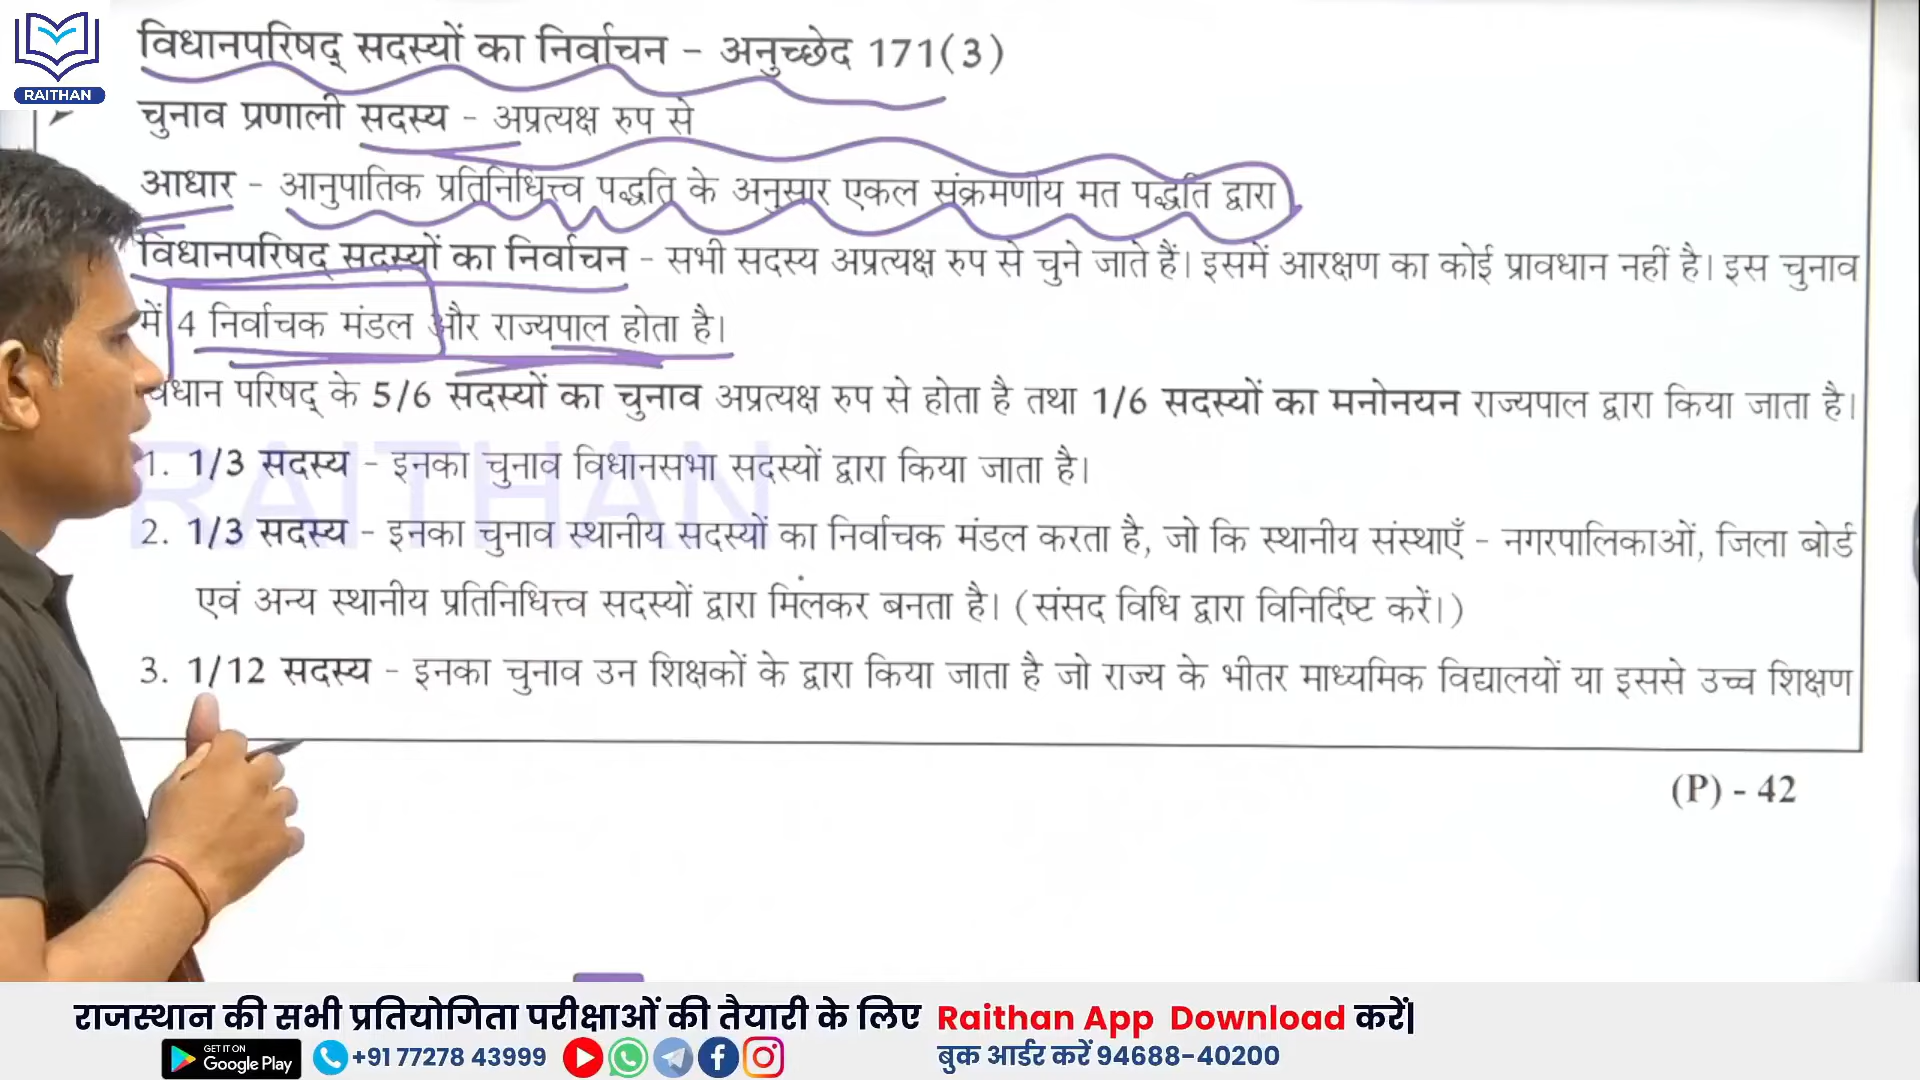 RAITHAN
विधानपरिषद् सदस्यों का निर्वाचन - अनुच्छेद 171(3)
चुनाव प्रणाली सदस्य - अप्रत्यक्ष रुप से
आधार - आनुपातिक प्रतिनिधित्त्व पद्धति के अनुसार एकल संक्रमणीय मत पद्धति द्वारा
विधानपरिषद् सदस्यों का निर्वाचन - सभी सदस्य अप्रत्यक्ष रुप से चुने जाते हैं। इसमें आरक्षण का कोई प्रावधान नहीं है। इस चुनाव
में 4 निर्वाचक मंडल और राज्यपाल होता है।
विधान परिषद् के 5/6 सदस्यों का चुनाव अप्रत्यक्ष रुप से होता है तथा 1/6 सदस्यों का मनोनयन राज्यपाल द्वारा किया जाता है।
1. 1/3 सदस्य - इनका चुनाव विधानसभा सदस्यों द्वारा किया जाता है।
RAITHAN
2. 1/3 सदस्य - इनका चुनाव स्थानीय सदस्यों का निर्वाचक मंडल करता है, जो कि स्थानीय संस्थाएँ - नगरपालिकाओं, जिला बोर्ड
एवं अन्य स्थानीय प्रतिनिधित्त्व सदस्यों द्वारा मिलकर बनता है। (संसद विधि द्वारा विनिर्दिष्ट करें।)
3. 1/12 सदस्य - इनका चुनाव उन शिक्षकों के द्वारा किया जाता है जो राज्य के भीतर माध्यमिक विद्यालयों या इससे उच्च शिक्षण
(P) - 42
राजस्थान की सभी प्रतियोगिता परीक्षाओं की तैयारी के लिए Raithan App Download करें|
GET IT ON
Google Play
+91 77278 43999
बुक आर्डर करें 94688-40200